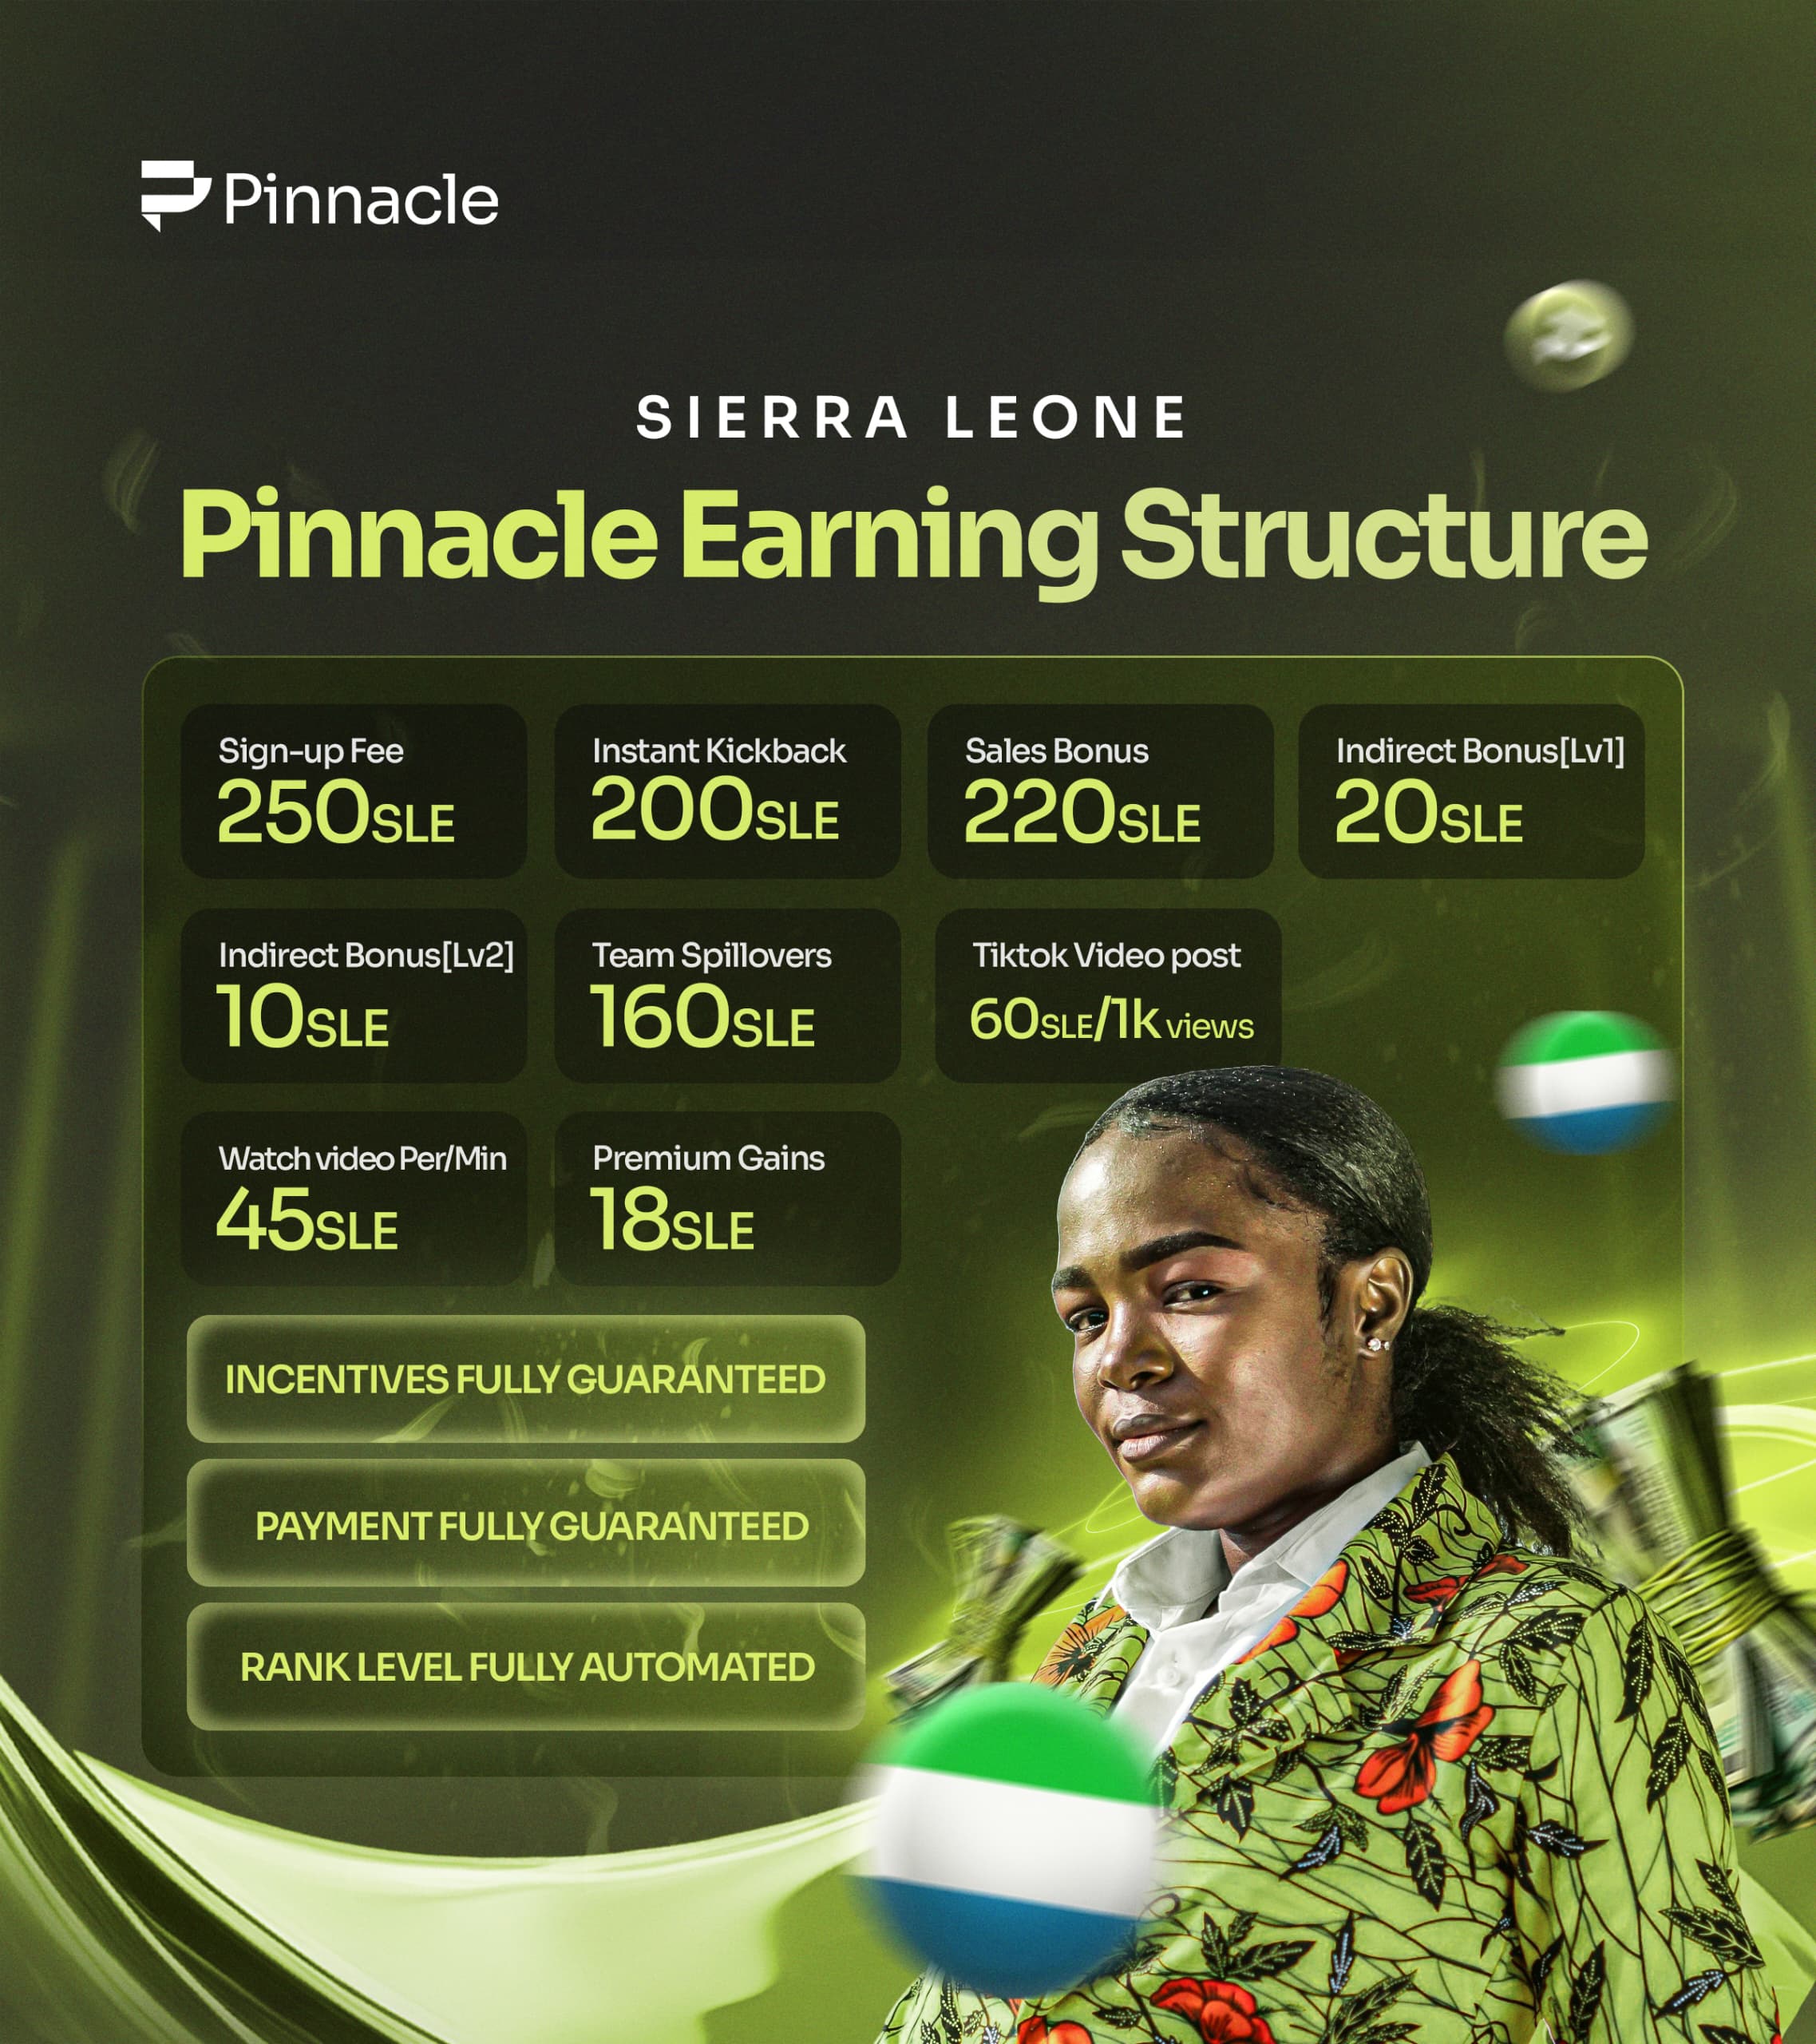 Pinnacle
SIERRA LEONE
Pinnacle Earning Structure
Sign-up Fee
250SLE
Instant Kickback
200SLE
Sales Bonus
220SLE
Indirect Bonus[Lv1]
20SLE
Indirect Bonus[Lv2]
10SLE
Team Spillovers
160SLE
Tiktok Video post
60SLE/1k views
Watch video Per/Min
45SLE
Premium Gains
18SLE
INCENTIVES FULLY GUARANTEED
PAYMENT FULLY GUARANTEED
RANK LEVEL FULLY AUTOMATED